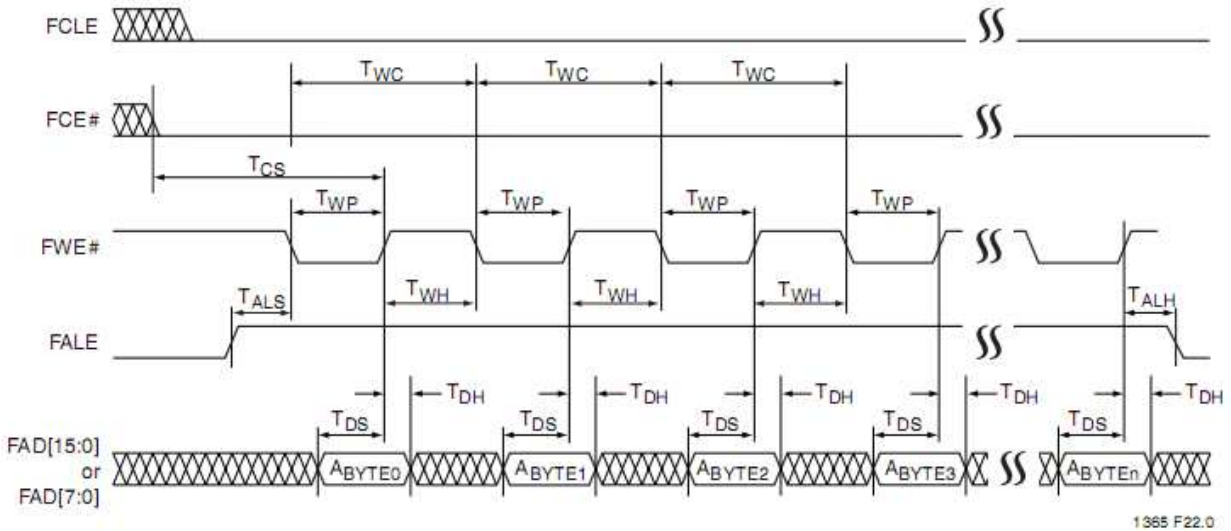 FCLE
TWC TWC TWC
FCE#
TCS
TWP TWP TWP TWP
FWE#
TWH TWH TWH
TALS TALH
FALE
TDH TDH TDH TDH TDH
TDS TDS TDS TDS TDS
FAD[15:0]
or
FAD[7:0]
ABYTE0 ABYTE1 ABYTE2 ABYTE3 ABYTEn
1365 F22.0